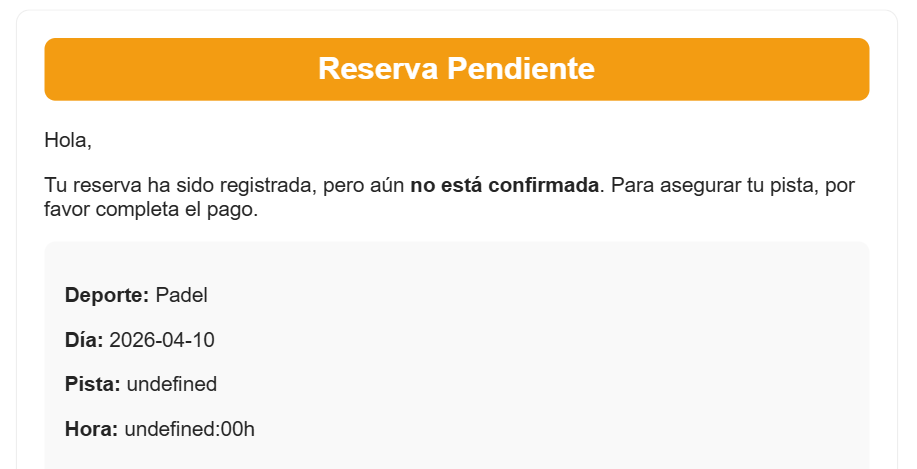 Reserva Pendiente
Hola,
Tu reserva ha sido registrada, pero aún no está confirmada. Para asegurar tu pista, por
favor completa el pago.
Deporte: Padel
Día: 2026-04-10
Pista: undefined
Hora: undefined:00h